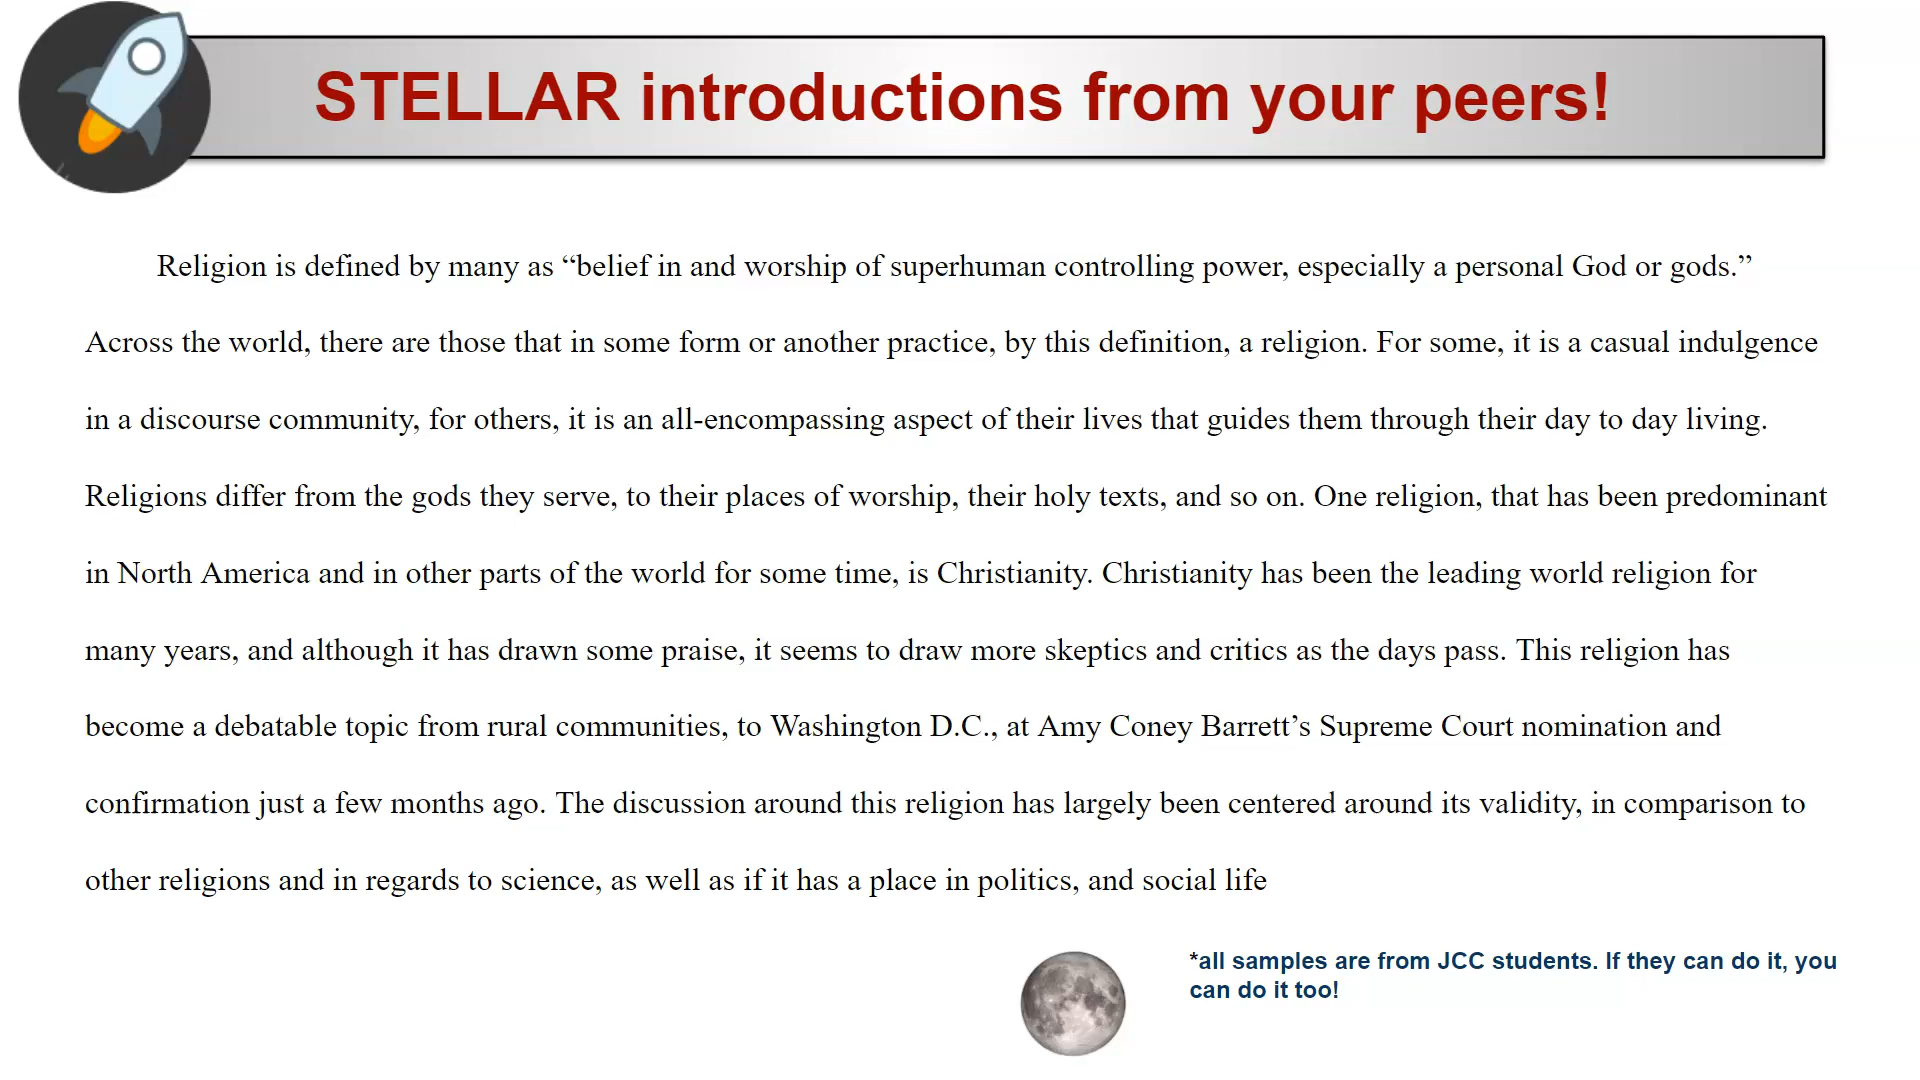 STELLAR introductions from your peers!
Religion is defined by many as “belief in and worship of superhuman controlling power, especially a personal God or gods.”
Across the world, there are those that in some form or another practice, by this definition, a religion. For some, it is a casual indulgence
in a discourse community, for others, it is an all-encompassing aspect of their lives that guides them through their day to day living.
Religions differ from the gods they serve, to their places of worship, their holy texts, and so on. One religion, that has been predominant
in North America and in other parts of the world for some time, is Christianity. Christianity has been the leading world religion for
many years, and although it has drawn some praise, it seems to draw more skeptics and critics as the days pass. This religion has
become a debatable topic from rural communities, to Washington D.C., at Amy Coney Barrett’s Supreme Court nomination and
confirmation just a few months ago. The discussion around this religion has largely been centered around its validity, in comparison to
other religions and in regards to science, as well as if it has a place in politics, and social life
*all samples are from JCC students. If they can do it, you
can do it too!